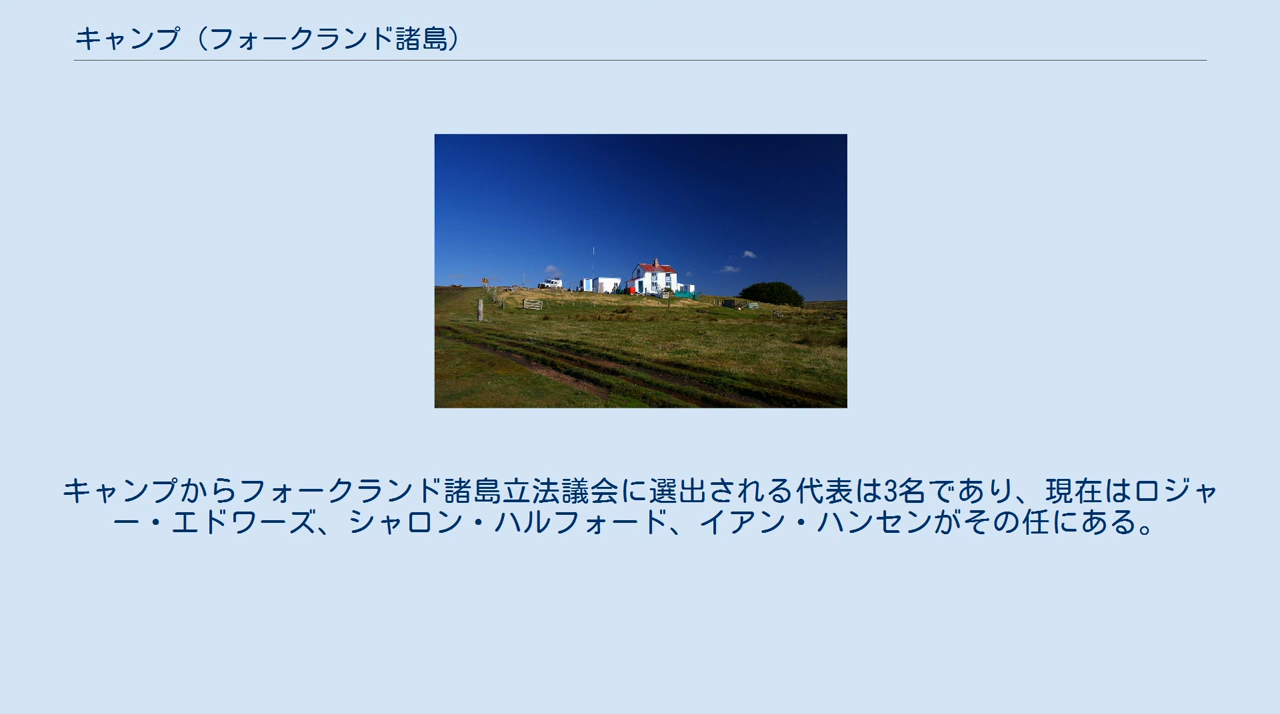 キャンプ（フォークランド諸島）
キャンプからフォークランド諸島立法議会に選出される代表は3名であり、現在はロジャ
ー・エドワーズ、シャロン・ハルフォード、イアン・ハンセンがその任にある。